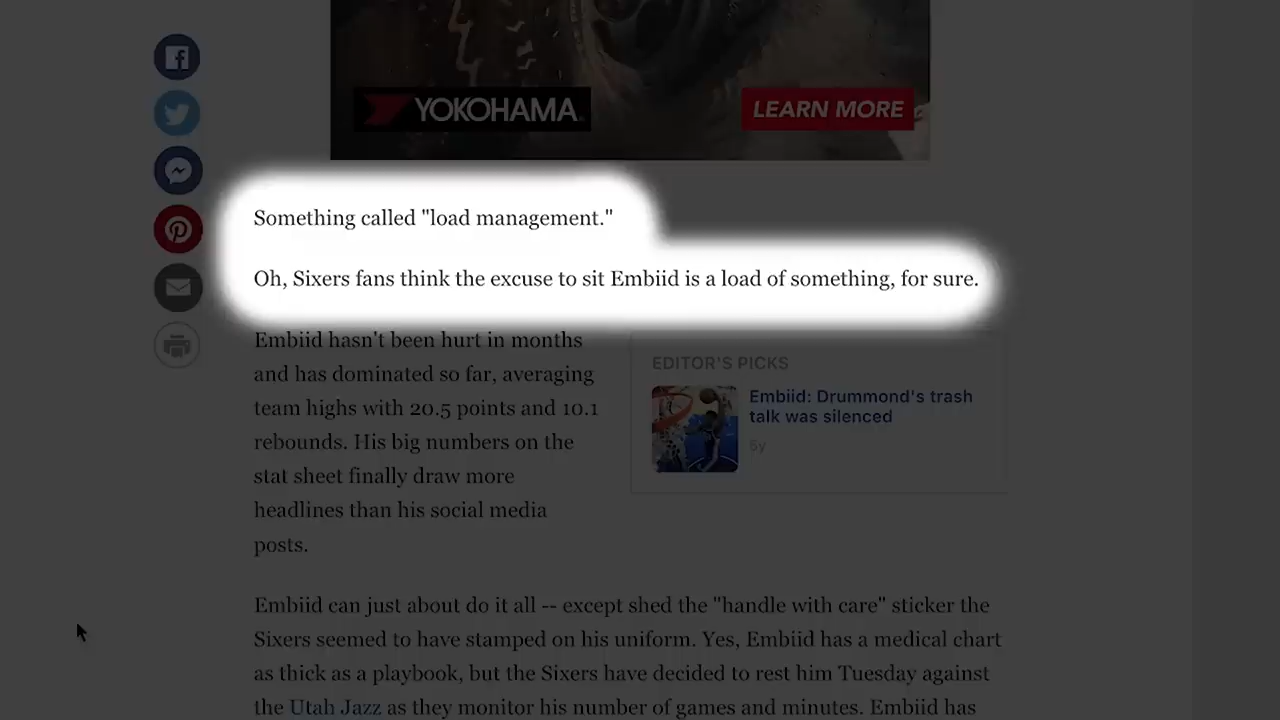 YOKOHAMA
LEARN MORE
Something called "load management."
Oh, Sixers fans think the excuse to sit Embiid is a load of something, for sure.
Embiid hasn't been hurt in months
and has dominated so far, averaging
team highs with 20.5 points and 10.1
rebounds. His big numbers on the
stat sheet finally draw more
headlines than his social media
posts.
EDITOR'S PICKS
Embiid: Drummond's trash
talk was silenced
6y
Embiid can just about do it all -- except shed the "handle with care" sticker the
Sixers seemed to have stamped on his uniform. Yes, Embiid has a medical chart
as thick as a playbook, but the Sixers have decided to rest him Tuesday against
the Utah Jazz as they monitor his number of games and minutes. Embiid has